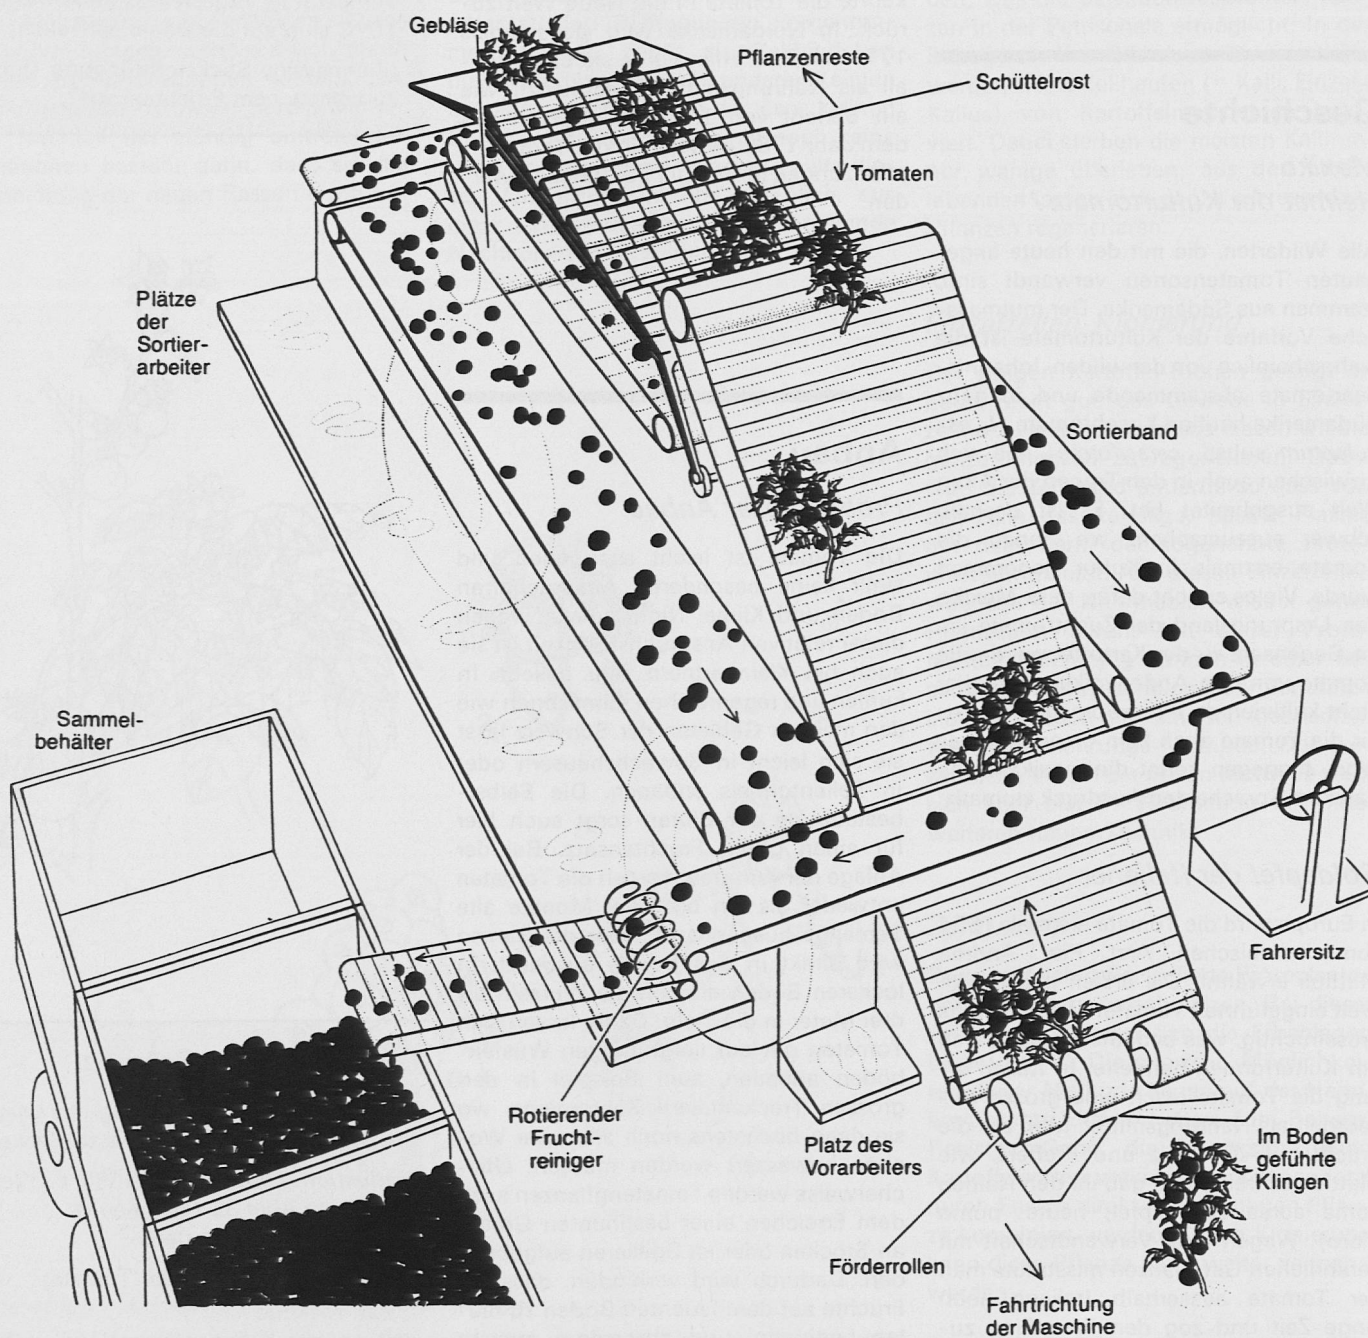 Gebläse
Pflanzenreste
Schüttelrost
Tomaten
Plätze
der
Sortier-
arbeiter
Sortierband
Sammel-
behälter
Fahrersitz
Rotierender
Frucht-
reiniger
Platz des
Vorarbeiters
Im Boden
geführte
Klingen
Förderrollen
Fahrtrichtung
der Maschine